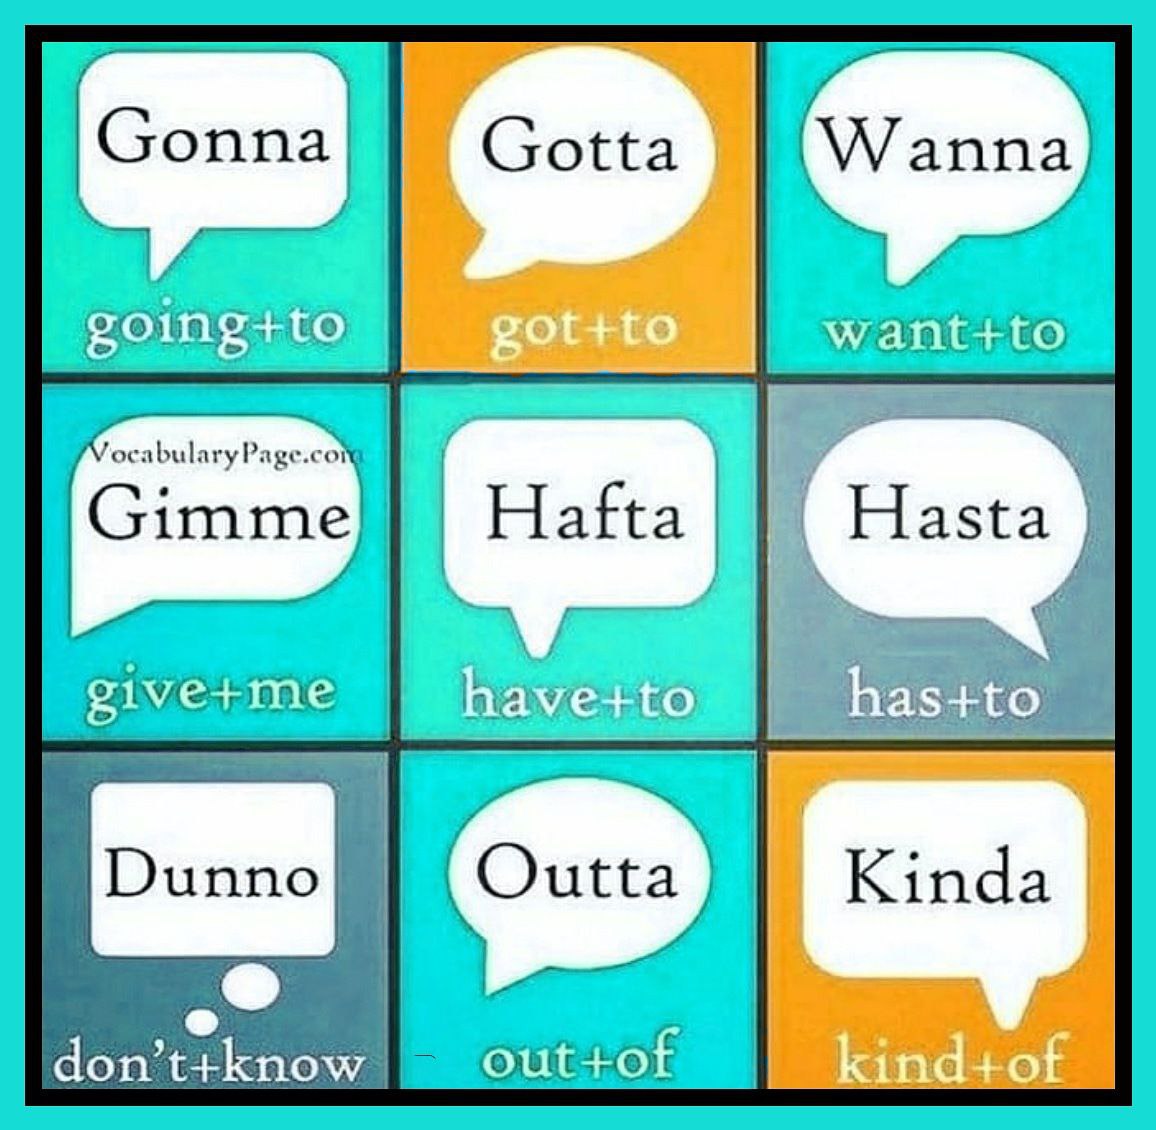 Gonna
going+to
Gotta
got+to
Wanna
want+to
VocabularyPage.com
Gimme
give+me
Hafta
have+to
Hasta
has+to
Dunno
don't+know
Outta
out+of
Kinda
kind+of